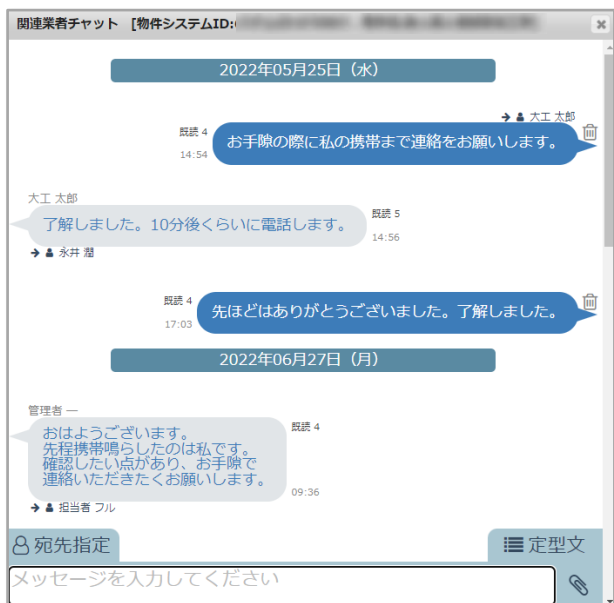 関連業者チャット [物件システムID:
2022年05月25日（水）
大工 太郎
既読 4
お手隙の際に私の携帯まで連絡をお願いします。
14:54
大工 太郎
了解しました。10分後くらいに電話します。
既読 5
14:56
永井 潤
既読 4
先ほどはありがとうございました。了解しました。
17:03
2022年06月27日（月）
管理者 一
おはようございます。
先程携帯鳴らしたのは私です。
確認したい点があり、お手隙で
連絡いただきたくお願いします。
既読 4
09:36
担当者 フル
宛先指定
定型文
メッセージを入力してください